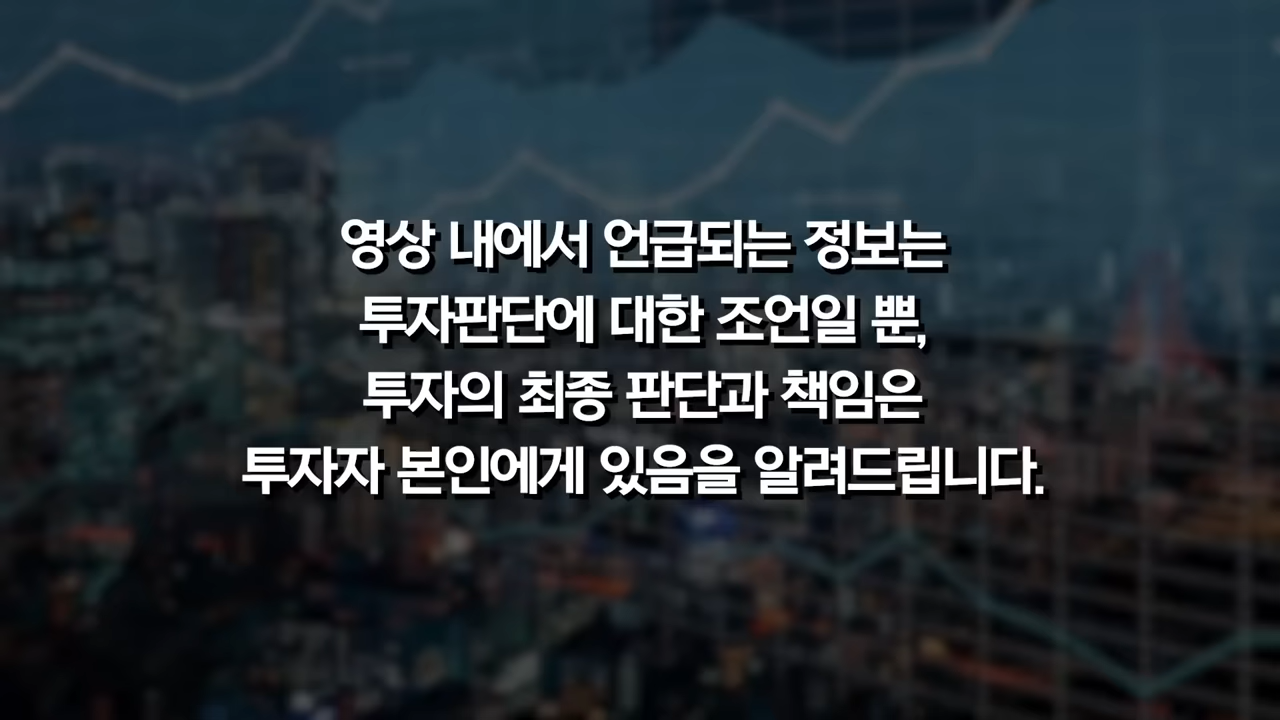 영상 내에서 언급되는 정보는
투자판단에 대한 조언일 뿐,
투자의 최종 판단과 책임은
투자자 본인에게 있음을 알려드립니다.